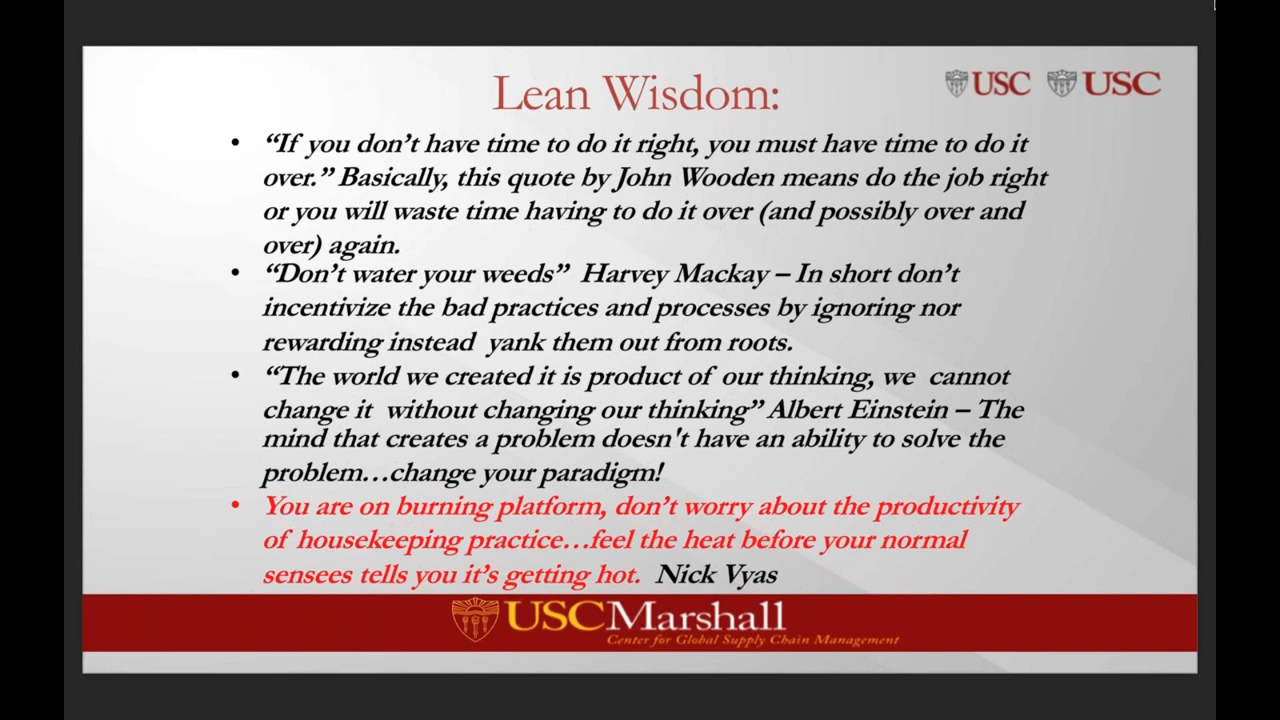 Lean Wisdom:
USC USC
• “If you don’t have time to do it right, you must have time to do it
over.” Basically, this quote by John Wooden means do the job right
or you will waste time having to do it over (and possibly over and
over) again.
• “Don’t water your weeds” Harvey Mackay – In short don’t
incentivize the bad practices and processes by ignoring nor
rewarding instead yank them out from roots.
• “The world we created it is product of our thinking, we cannot
change it without changing our thinking” Albert Einstein – The
mind that creates a problem doesn't have an ability to solve the
problem…change your paradigm!
• You are on burning platform, don’t worry about the productivity
of housekeeping practice…feel the heat before your normal
sensees tells you it’s getting hot. Nick Vyas
USCMarshall
Center for Global Supply Chain Management